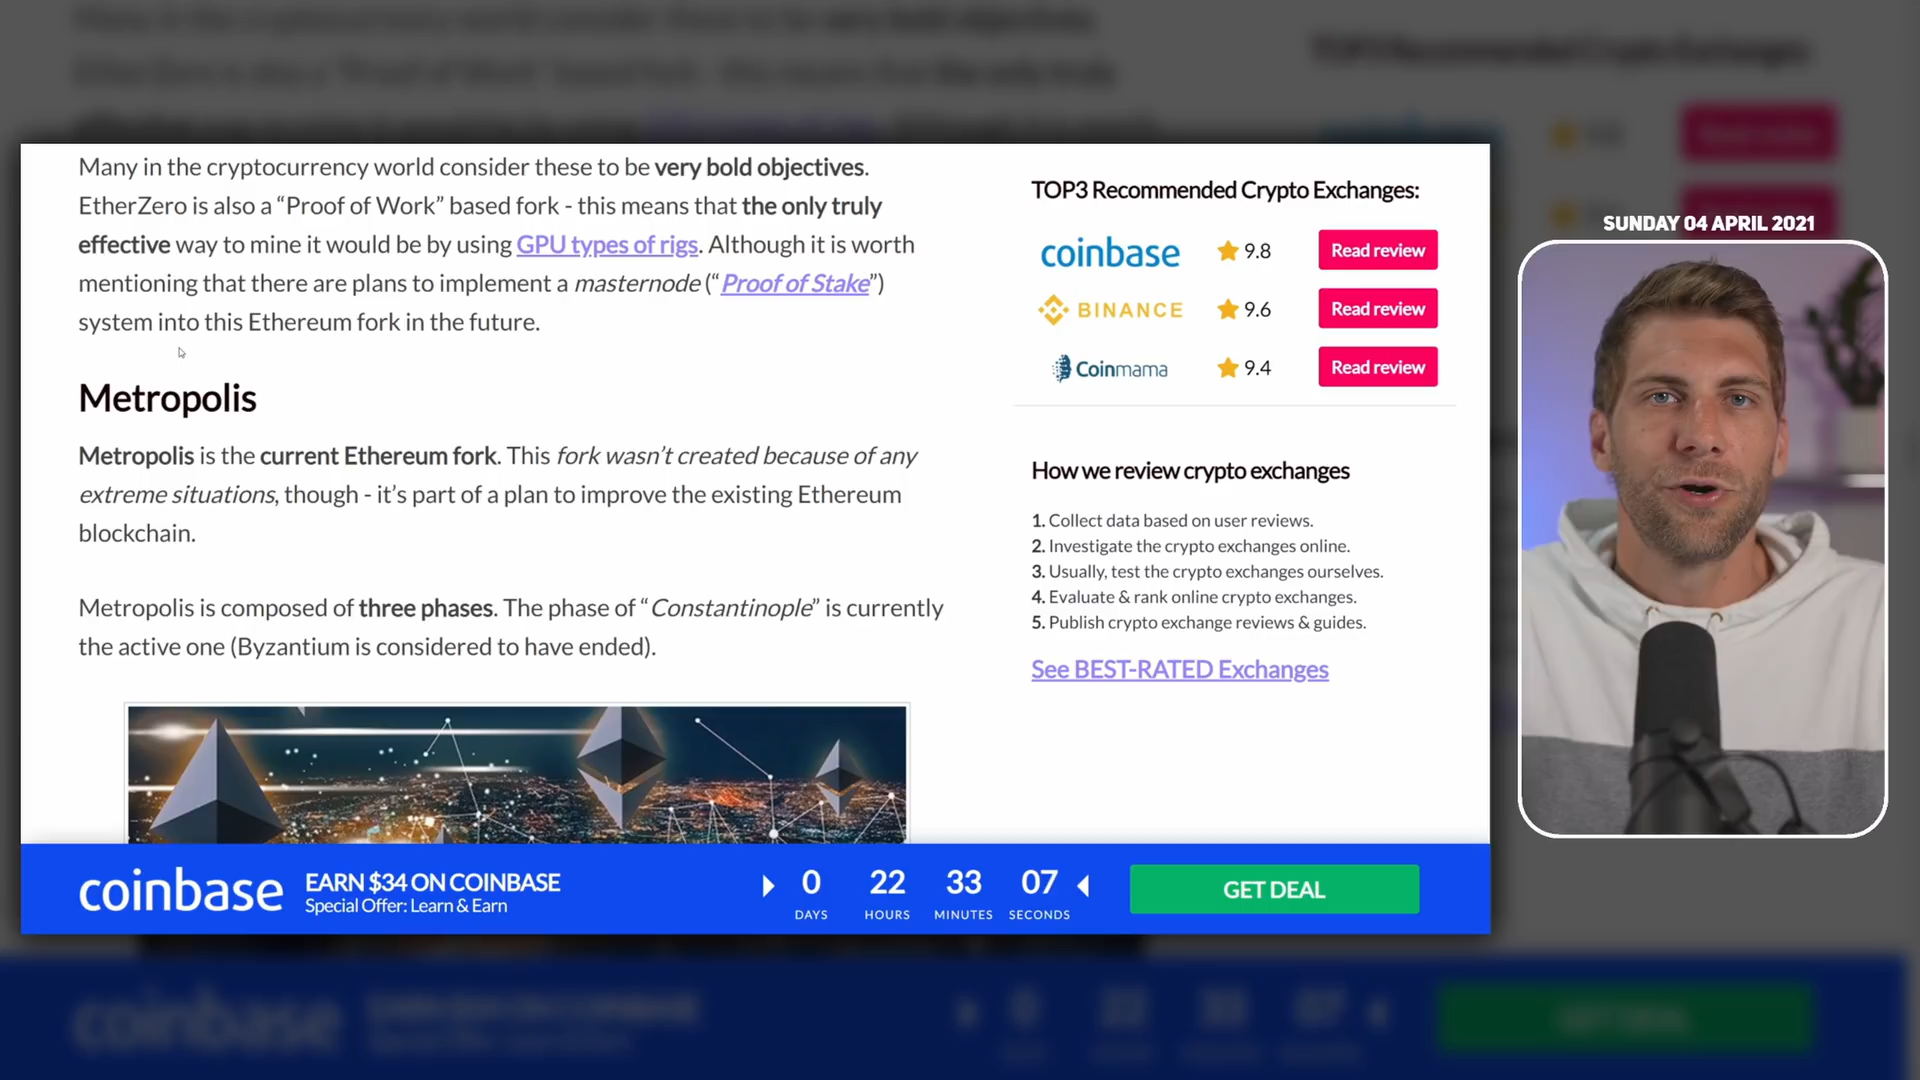 Many in the cryptocurrency world consider these to be very bold objectives.
EtherZero is also a “Proof of Work” based fork - this means that the only truly
effective way to mine it would be by using GPU types of rigs. Although it is worth
mentioning that there are plans to implement a masternode (“Proof of Stake”)
system into this Ethereum fork in the future.
Metropolis
Metropolis is the current Ethereum fork. This fork wasn’t created because of any
extreme situations, though - it’s part of a plan to improve the existing Ethereum
blockchain.
Metropolis is composed of three phases. The phase of “Constantinople” is currently
the active one (Byzantium is considered to have ended).
TOP3 Recommended Crypto Exchanges:
coinbase 9.8 Read review
BINANCE 9.6 Read review
Coinmama 9.4 Read review
How we review crypto exchanges
1. Collect data based on user reviews.
2. Investigate the crypto exchanges online.
3. Usually, test the crypto exchanges ourselves.
4. Evaluate & rank online crypto exchanges.
5. Publish crypto exchange reviews & guides.
See BEST-RATED Exchanges
SUNDAY 04 APRIL 2021
coinbase
EARN $34 ON COINBASE
Special Offer: Learn & Earn
0 22 33 07
DAYS HOURS MINUTES SECONDS
GET DEAL